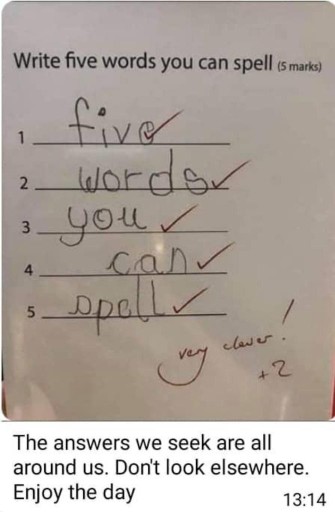 Write five words you can spell (5 marks)
1 five
2 words
3 you
4 can
5 spell
very clever!
+2
The answers we seek are all
around us. Don't look elsewhere.
Enjoy the day
13:14